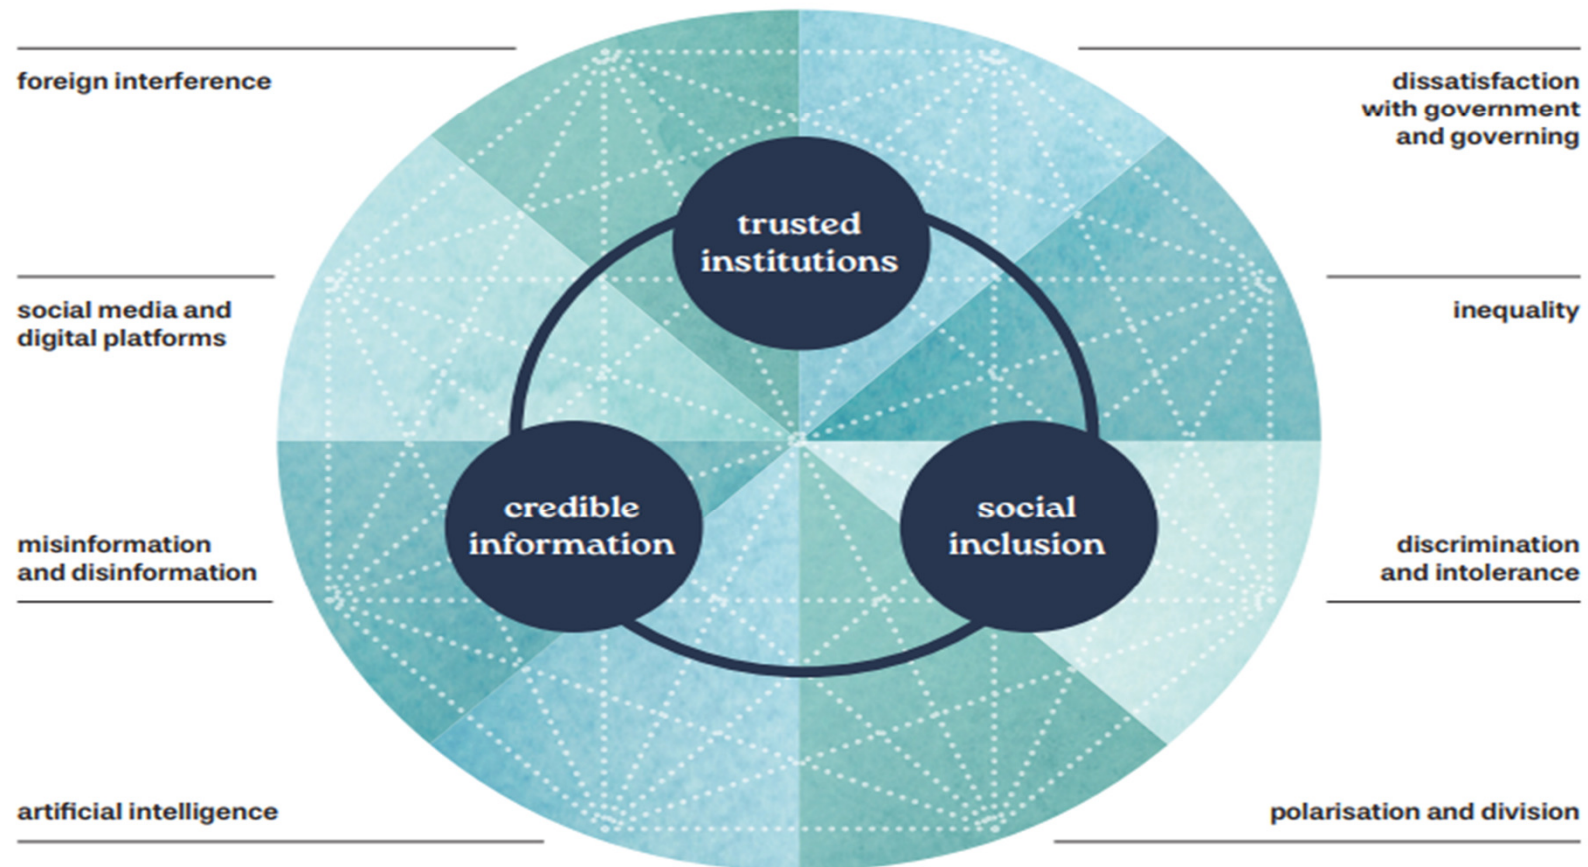 foreign interference
dissatisfaction
with government
and governing
trusted
institutions
social media and
digital platforms
inequality
credible
information
social
inclusion
misinformation
and disinformation
discrimination
and intolerance
artificial intelligence
polarisation and division